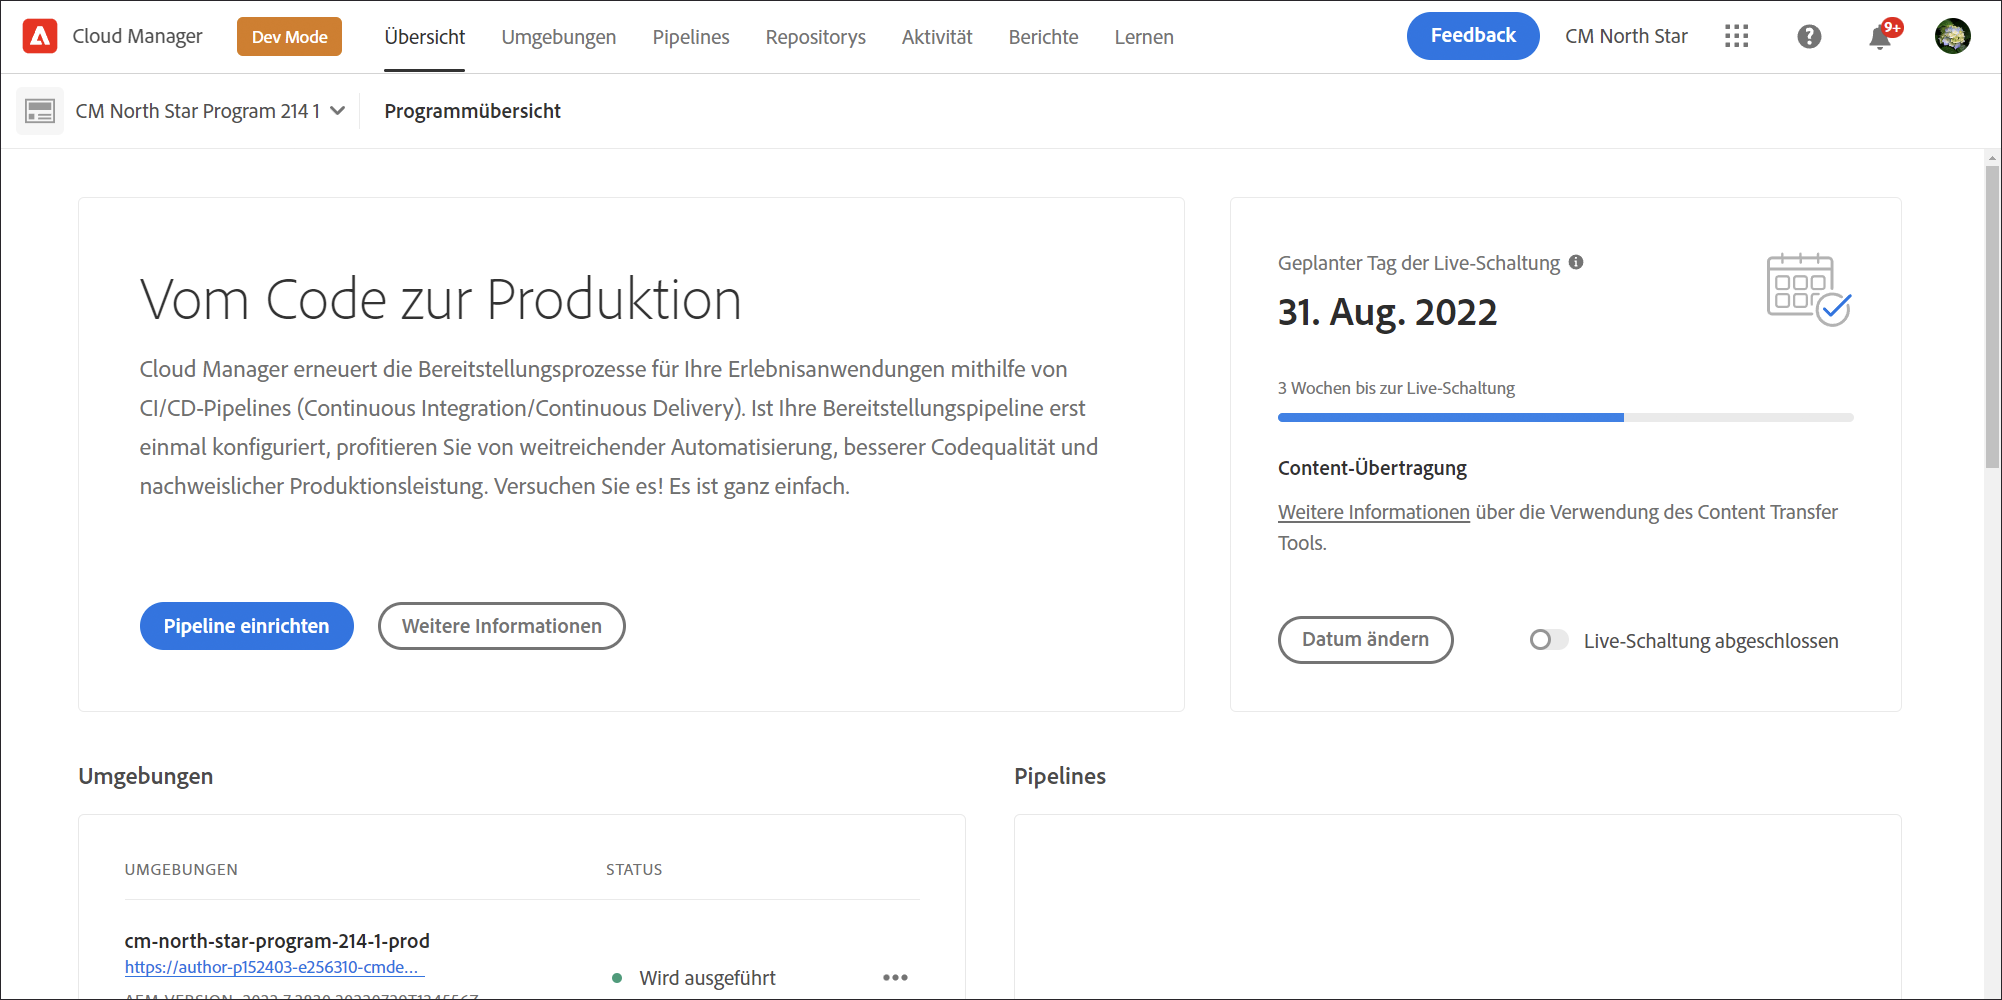 Cloud Manager
Dev Mode
Übersicht
Umgebungen
Pipelines
Repositorys
Aktivität
Berichte
Lernen
Feedback
CM North Star
9+
CM North Star Program 214 1
Programmübersicht
Vom Code zur Produktion
Cloud Manager erneuert die Bereitstellungsprozesse für Ihre Erlebnisanwendungen mithilfe von
CI/CD-Pipelines (Continuous Integration/Continuous Delivery). Ist Ihre Bereitstellungspipeline erst
einmal konfiguriert, profitieren Sie von weitreichender Automatisierung, besserer Codequalität und
nachweislicher Produktionsleistung. Versuchen Sie es! Es ist ganz einfach.
Pipeline einrichten
Weitere Informationen
Geplanter Tag der Live-Schaltung
31. Aug. 2022
3 Wochen bis zur Live-Schaltung
Content-Übertragung
Weitere Informationen über die Verwendung des Content Transfer
Tools.
Datum ändern
Live-Schaltung abgeschlossen
Umgebungen
Pipelines
UMGEBUNGEN
STATUS
cm-north-star-program-214-1-prod
https://author-p152403-e256310-cmde...
Wird ausgeführt